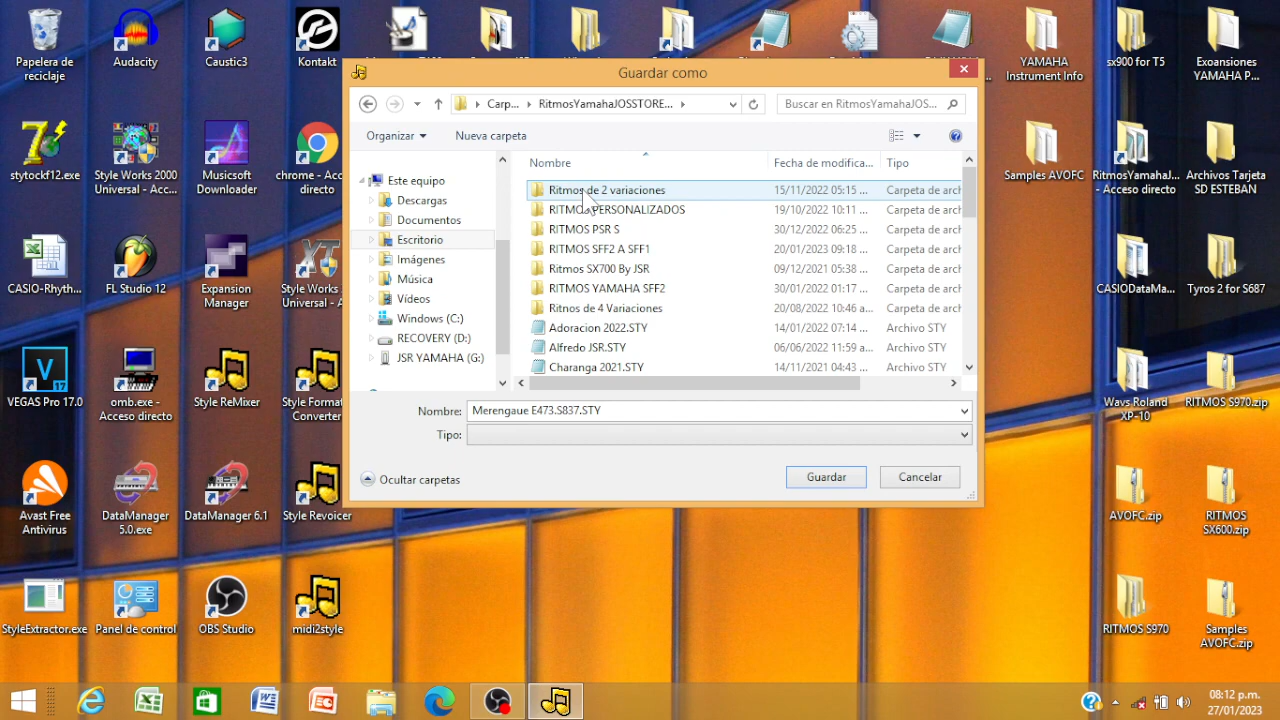 Papelera de
reciclaje
Audacity
Caustic3
Kontakt
YAMAHA
Instrument Info
sx900 for T5
Exoansiones
YAMAHA P...
stytockf12.exe
Style Works 2000
Universal - Acc...
Musicsoft
Downloader
chrome - Acc
directo
Samples AVOFC
RitmosYamahaJ...
- Acceso directo
Archivos Tarjeta
SD ESTEBAN
CASIO-Rhyth...
FL Studio 12
Expansion
Manager
Style Works
Universal - A
CASIODataMa...
Tyros 2 for S687
VEGAS Pro 17.0
omb.exe -
Acceso directo
Style ReMixer
Style Format
Converter
Wavs Roland
XP-10
RITMOS S970.zip
Avast Free
Antivirus
DataManager
5.0.exe
DataManager 6.1
Style Revoicer
AVOFC.zip
RITMOS
SX600.zip
StyleExtractor.exe
Panel de control
OBS Studio
midi2style
RITMOS S970
Samples
AVOFC.zip
Guardar como
Carp...
RitmosYamahaJOSSTORE...
Buscar en RitmosYamahaJOS...
Organizar
Nueva carpeta
Este equipo
Descargas
Documentos
Escritorio
Imágenes
Música
Vídeos
Windows (C:)
RECOVERY (D:)
JSR YAMAHA (G:)
Nombre Fecha de modifica... Tipo
Ritmos de 2 variaciones 15/11/2022 05:15 ... Carpeta de arch
RITMOS PERSONALIZADOS 19/10/2022 10:11 ... Carpeta de arch
RITMOS PSR S 30/12/2022 06:25 ... Carpeta de arch
RITMOS SFF2 A SFF1 20/01/2023 09:18 ... Carpeta de arch
Ritmos SX700 By JSR 09/12/2021 05:38 ... Carpeta de arch
RITMOS YAMAHA SFF2 30/01/2022 01:17 ... Carpeta de arch
Ritnos de 4 Variaciones 20/08/2022 10:46 a... Carpeta de arch
Adoracion 2022.STY 14/01/2022 07:14 ... Archivo STY
Alfredo JSR.STY 06/06/2022 11:59 a... Archivo STY
Charanga 2021.STY 14/11/2021 04:43 ... Archivo STY
Nombre: Merengaue E473.S837.STY
Tipo:
Ocultar carpetas
Guardar
Cancelar
08:12 p.m.
27/01/2023